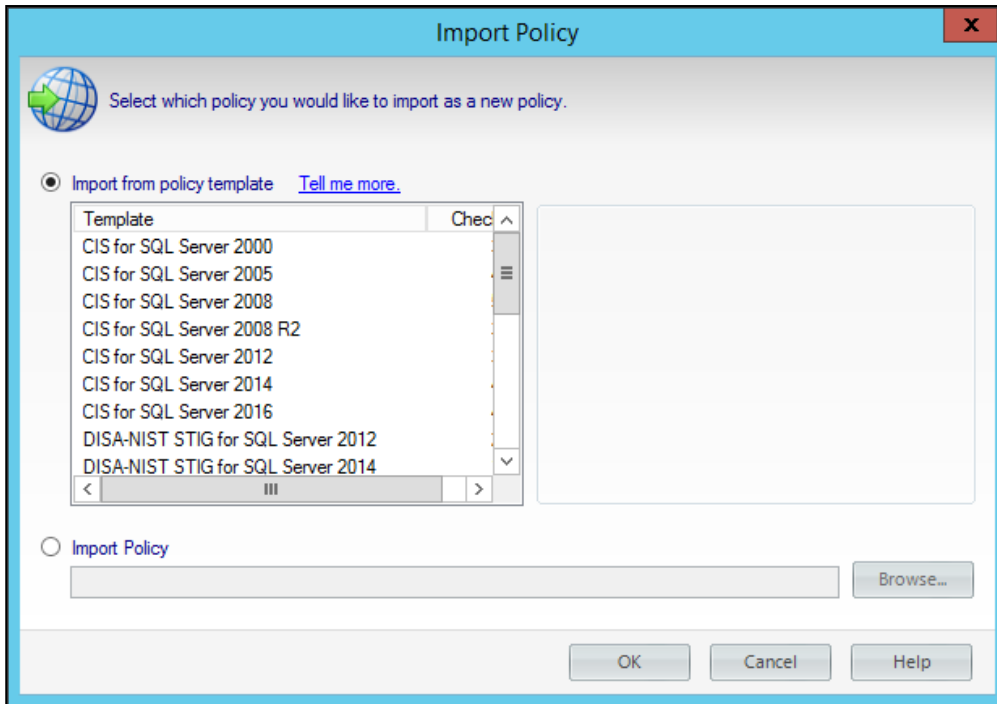 Import Policy
x
Select which policy you would like to import as a new policy.
Import from policy template Tell me more.
Template Chec
CIS for SQL Server 2000
CIS for SQL Server 2005
CIS for SQL Server 2008
CIS for SQL Server 2008 R2
CIS for SQL Server 2012
CIS for SQL Server 2014
CIS for SQL Server 2016
DISA-NIST STIG for SQL Server 2012
DISA-NIST STIG for SQL Server 2014
Import Policy
Browse...
OK Cancel Help